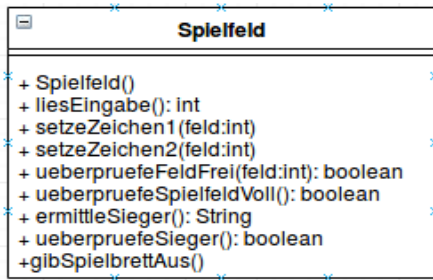 Spielfeld
+ Spielfeld()
+ liesEingabe(): int
+ setzeZeichen1(feld:int)
+ setzeZeichen2(feld:int)
+ ueberpruefeFeldFrei(feld:int): boolean
+ ueberpruefeSpielfeldVoll(): boolean
+ ermittleSieger(): String
+ ueberpruefeSieger(): boolean
+gibSpielbrettAus()